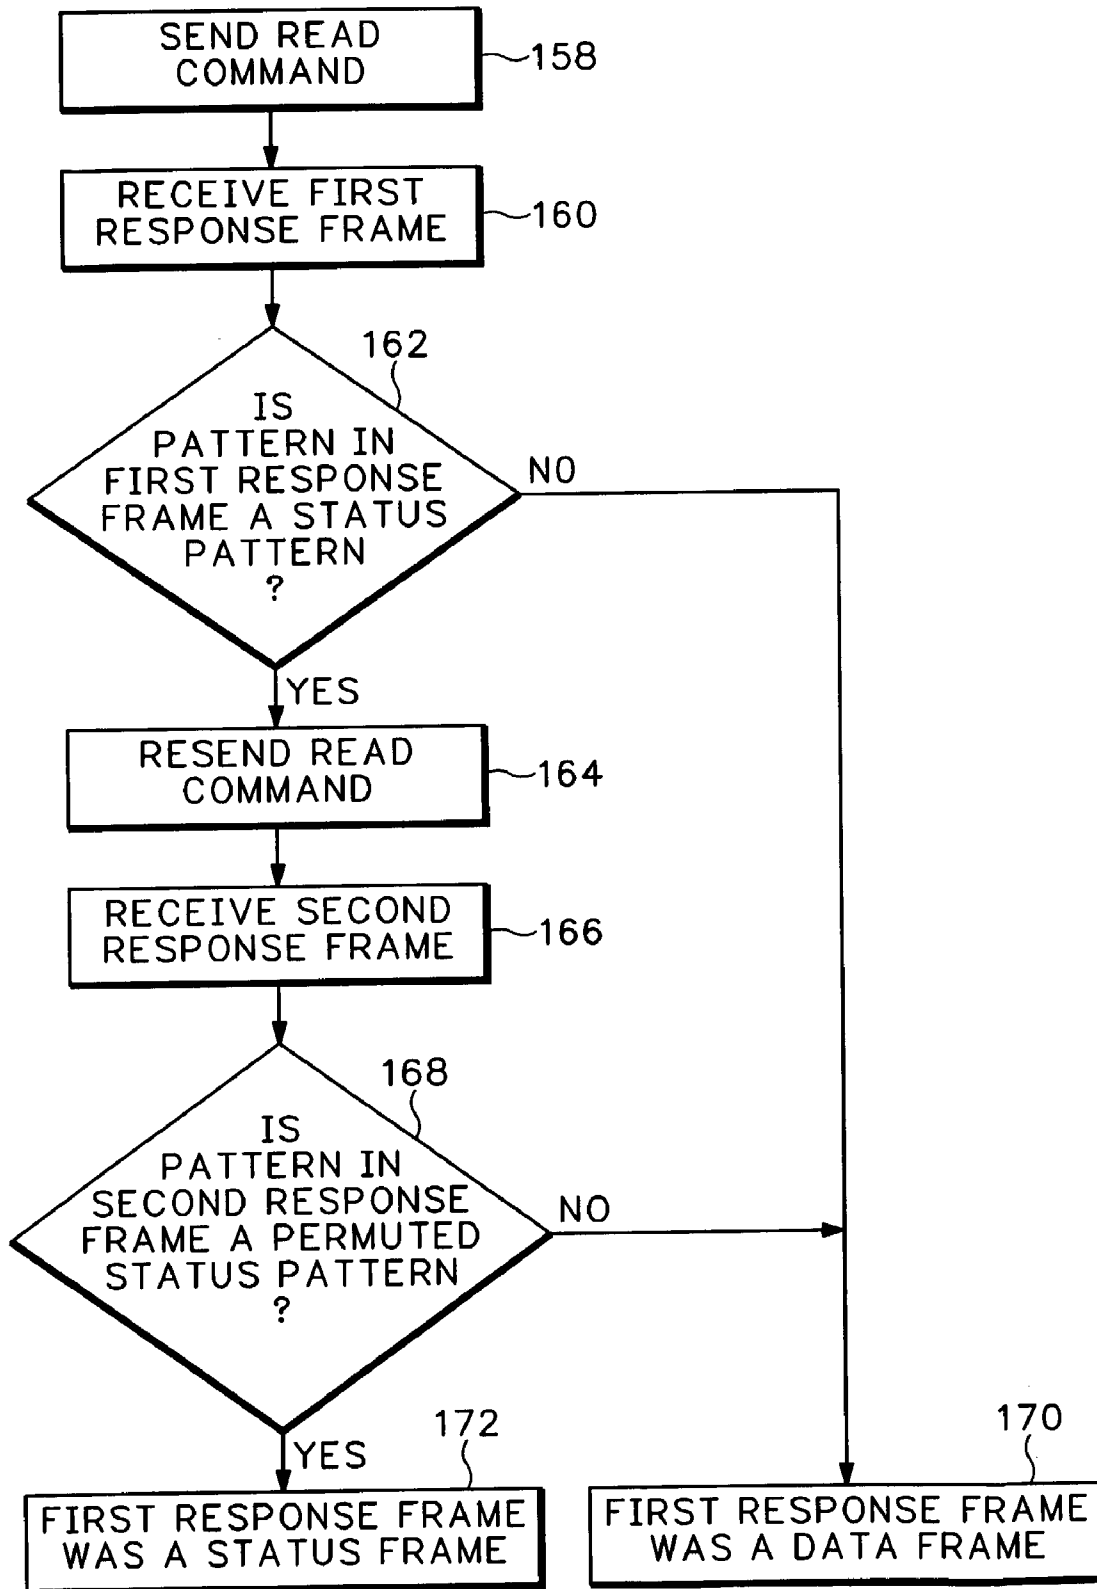 SEND READ
COMMAND
158
RECEIVE FIRST
RESPONSE FRAME
160
162
IS
PATTERN IN
FIRST RESPONSE
FRAME A STATUS
PATTERN
?
NO
YES
RESEND READ
COMMAND
164
RECEIVE SECOND
RESPONSE FRAME
166
168
IS
PATTERN IN
SECOND RESPONSE
FRAME A PERMUTED
STATUS PATTERN
?
NO
YES
172
170
FIRST RESPONSE FRAME
WAS A STATUS FRAME
FIRST RESPONSE FRAME
WAS A DATA FRAME